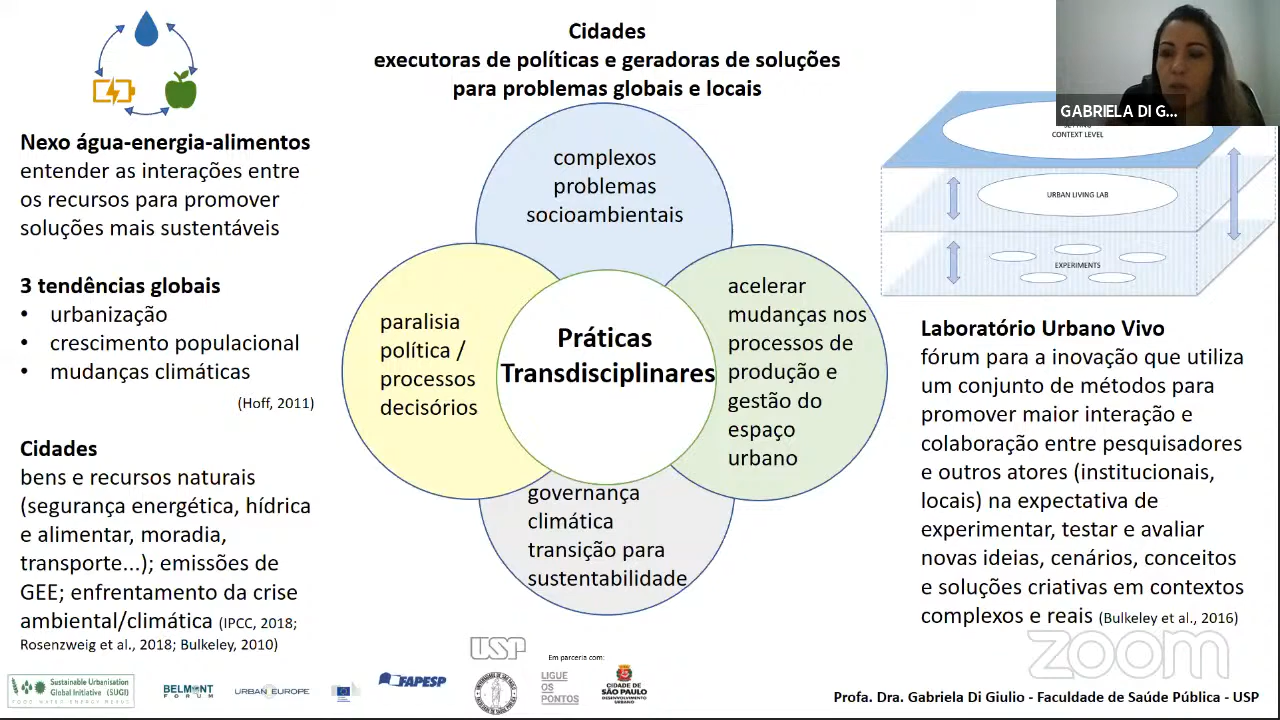 Cidades
executoras de políticas e geradoras de soluções
para problemas globais e locais
GABRIELA DI G...
Nexo água-energia-alimentos
entender as interações entre
os recursos para promover
soluções mais sustentáveis
3 tendências globais
• urbanização
• crescimento populacional
• mudanças climáticas
(Hoff, 2011)
Cidades
bens e recursos naturais
(segurança energética, hídrica
e alimentar, moradia,
transporte...); emissões de
GEE; enfrentamento da crise
ambiental/climática (IPCC, 2018;
Rosenzweig et al., 2018; Bulkeley, 2010)
complexos
problemas
socioambientais
paralisia
política /
processos
decisórios
Práticas
Transdisciplinares
acelerar
mudanças nos
processos de
produção e
gestão do
espaço
urbano
governança
climática
transição para
sustentabilidade
CONTEXT LEVEL
URBAN LIVING LAB
EXPERIMENTS
Laboratório Urbano Vivo
fórum para a inovação que utiliza
um conjunto de métodos para
promover maior interação e
colaboração entre pesquisadores
e outros atores (institucionais,
locais) na expectativa de
experimentar, testar e avaliar
novas ideias, cenários, conceitos
e soluções criativas em contextos
complexos e reais (Bulkeley et al., 2016)
zoom
Sustainable Urbanisation
Global Initiative (SUGI)
FOOD WATER ENERGY NEXUS
BELMONT
FORUM
URBAN EUROPE
FAPESP
USP
Em parceria com:
LIGUE
OS
PONTOS
CIDADE DE
SÃO PAULO
DESENVOLVIMENTO
URBANO
Profa. Dra. Gabriela Di Giulio - Faculdade de Saúde Pública - USP